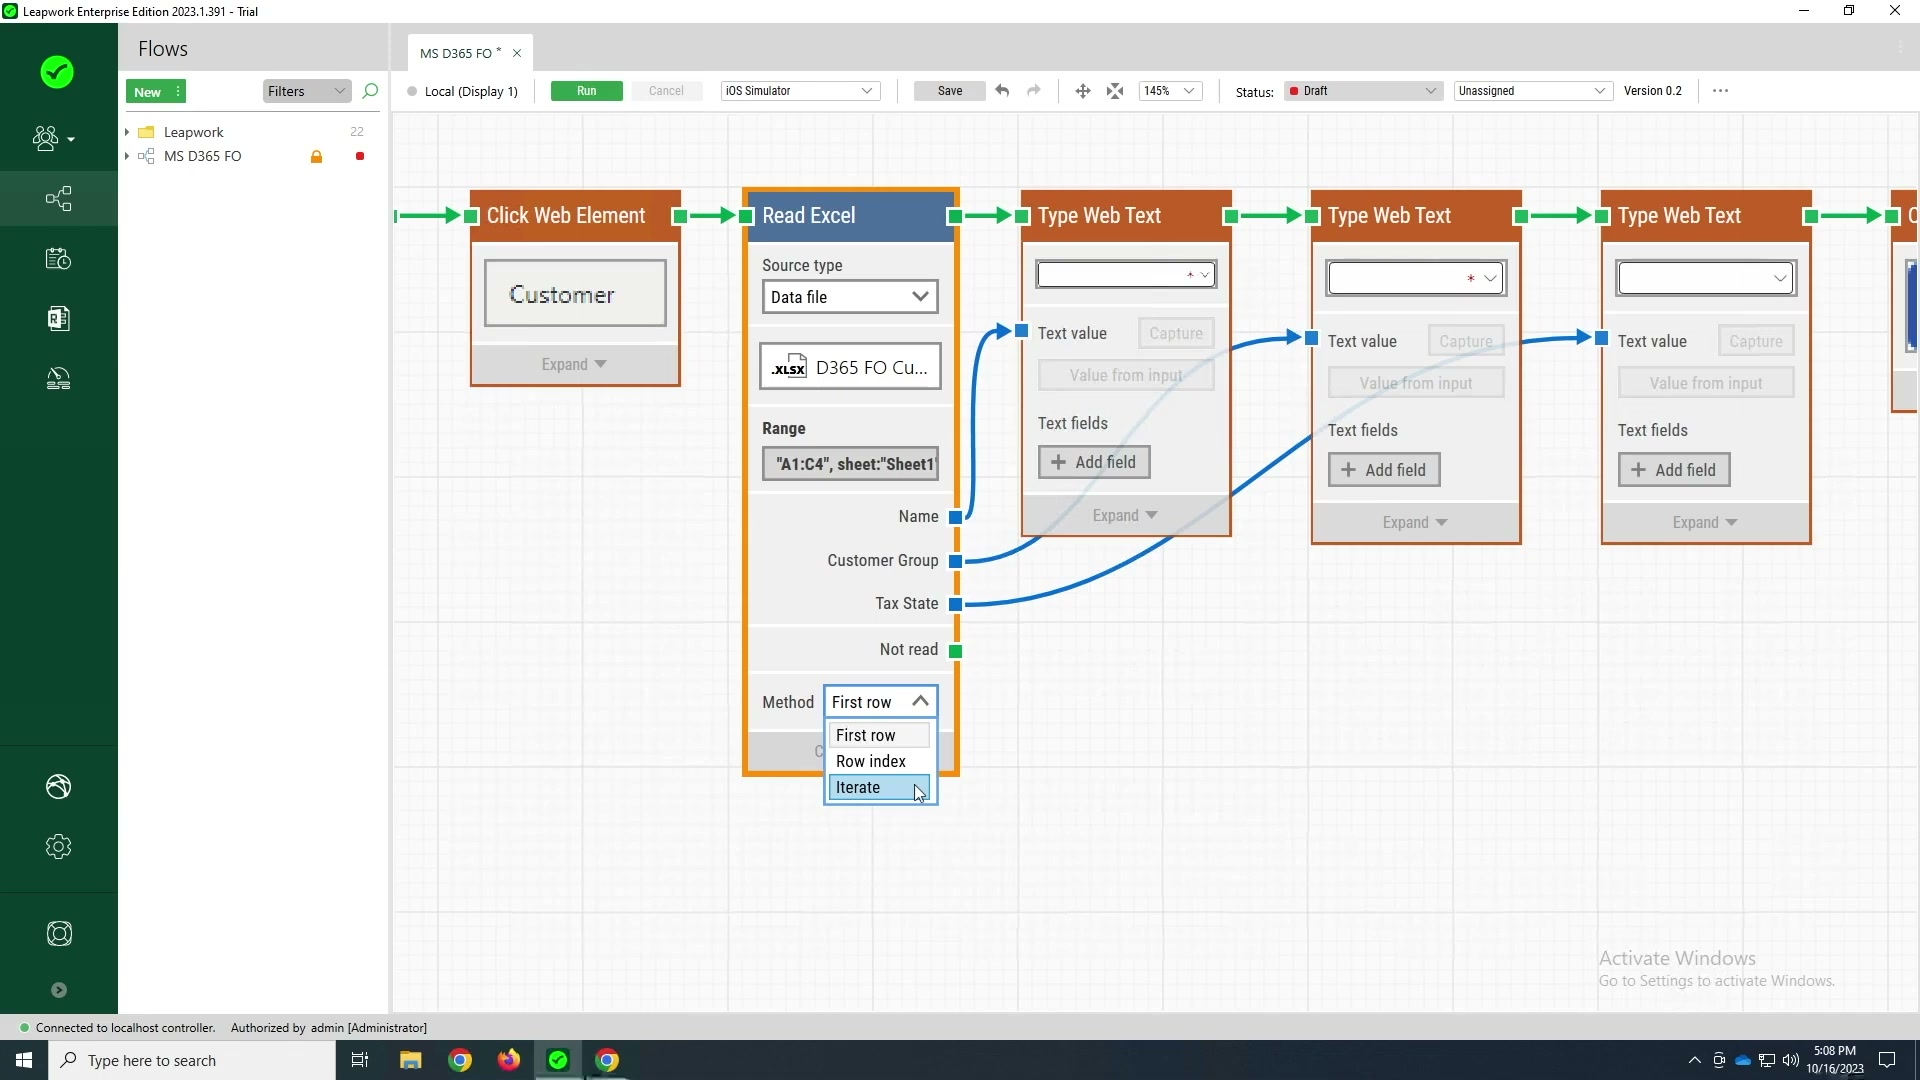 Leapwork Enterprise Edition 2023.1.391 - Trial
Flows
MS D365 FO *
New
Filters
Local (Display 1)
Run
Cancel
iOS Simulator
Save
145%
Status:
Draft
Unassigned
Version 0.2
Leapwork
22
MS D365 FO
Click Web Element
Customer
Expand
Read Excel
Source type
Data file
.XLSX
D365 FO Cu...
Range
"A1:C4", sheet:"Sheet1"
Name
Customer Group
Tax State
Not read
Method
First row
First row
Row index
Iterate
Type Web Text
*
Text value
Capture
Value from input
Text fields
Add field
Expand
Type Web Text
*
Text value
Capture
Value from input
Text fields
Add field
Expand
Type Web Text
Text value
Capture
Value from input
Text fields
Add field
Expand
Activate Windows
Go to Settings to activate Windows.
Connected to localhost controller.
Authorized by admin [Administrator]
Type here to search
5:08 PM
10/16/2023